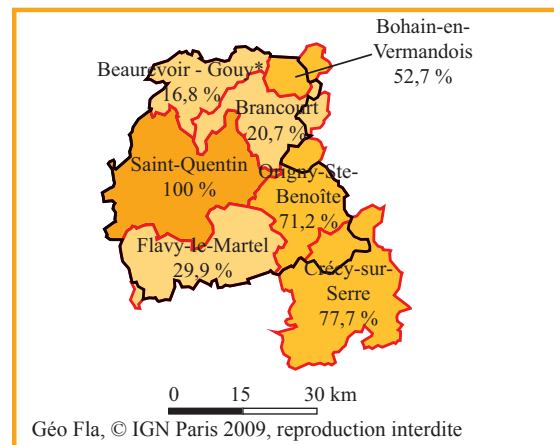 Bohain-en-
Vermandois
52,7 %
Beaurevoir - Gouy*
16,8 %
Brancourt
20,7 %
Saint-Quentin
100 %
Origny-Ste-
Benoîte
71,2 %
Flavy-le-Martel
29,9 %
Crécy-sur-
Serre
77,7 %
0 15 30 km
Géo Fla, © IGN Paris 2009, reproduction interdite